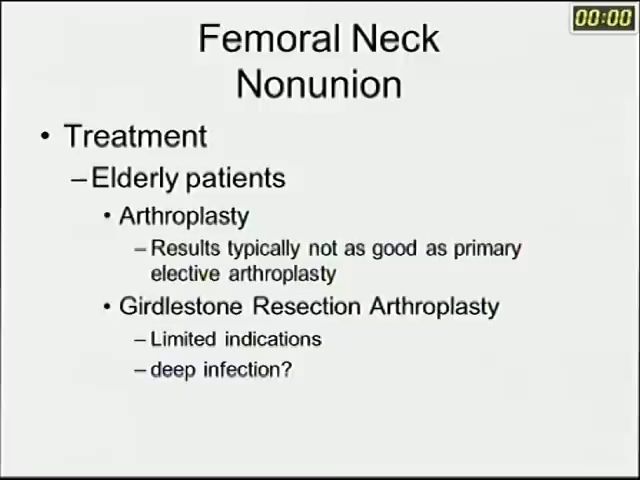 00:00
Femoral Neck
Nonunion
• Treatment
–Elderly patients
• Arthroplasty
– Results typically not as good as primary
elective arthroplasty
• Girdlestone Resection Arthroplasty
– Limited indications
– deep infection?